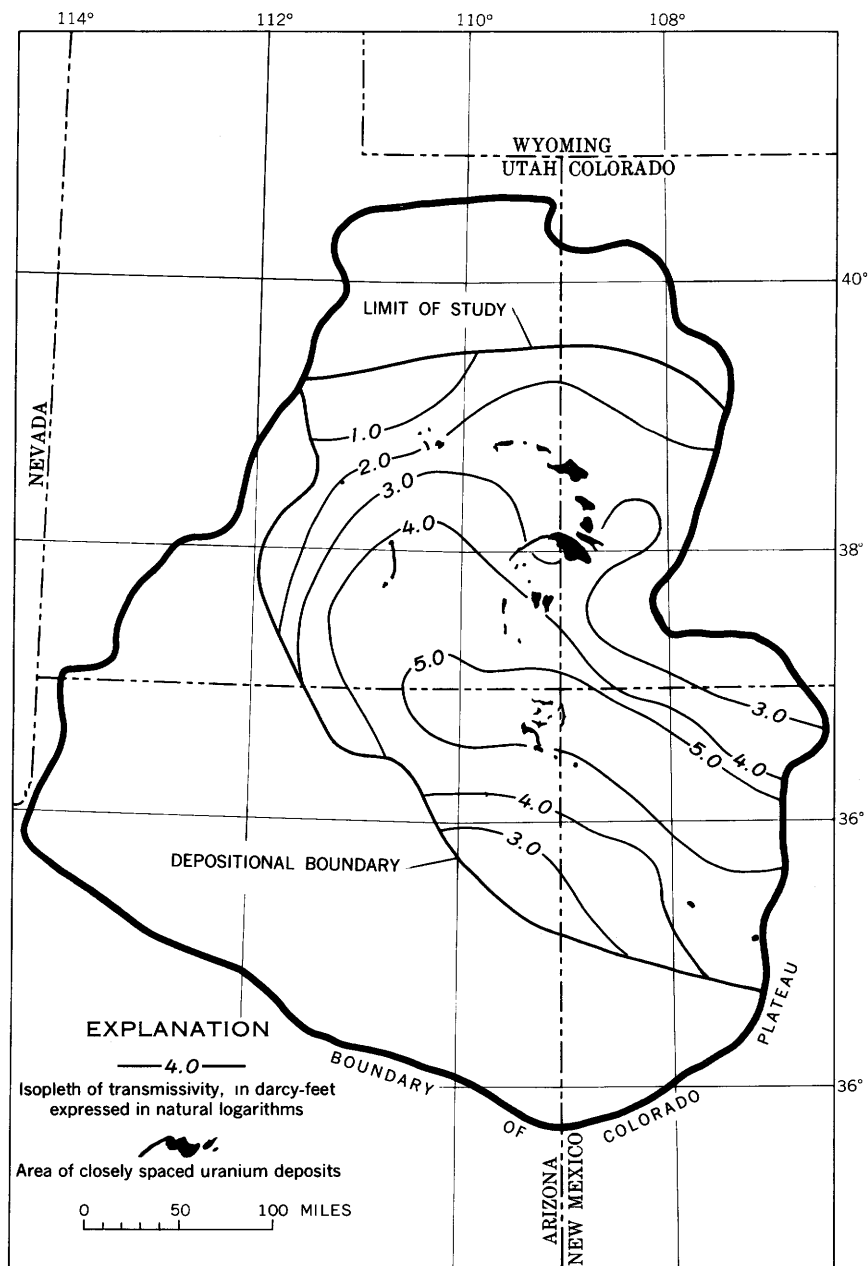 114°
110°
108°
WYOMING
UTAH COLORADO
40°
LIMIT OF STUDY
NEVADA
1.0
2.0
3.0
4.0
38°
112°
110°
108°
5.0
3.0
4.0
5.0
4.0
36°
3.0
DEPOSITIONAL BOUNDARY
EXPLANATION
4.0
Isopleth of transmissivity, in darcy-feet
expressed in natural logarithms
Area of closely spaced uranium deposits
0 50 100 MILES
BOUNDARY OF COLORADO PLATEAU
36°
ARIZONA
NEW MEXICO